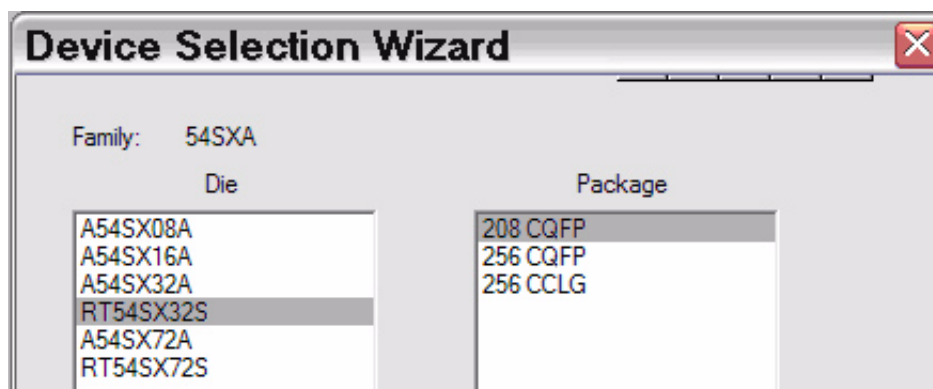 Device Selection Wizard
Family: 54SXA
Die
Package
A54SX08A
A54SX16A
A54SX32A
RT54SX32S
A54SX72A
RT54SX72S
208 CQFP
256 CQFP
256 CCLG